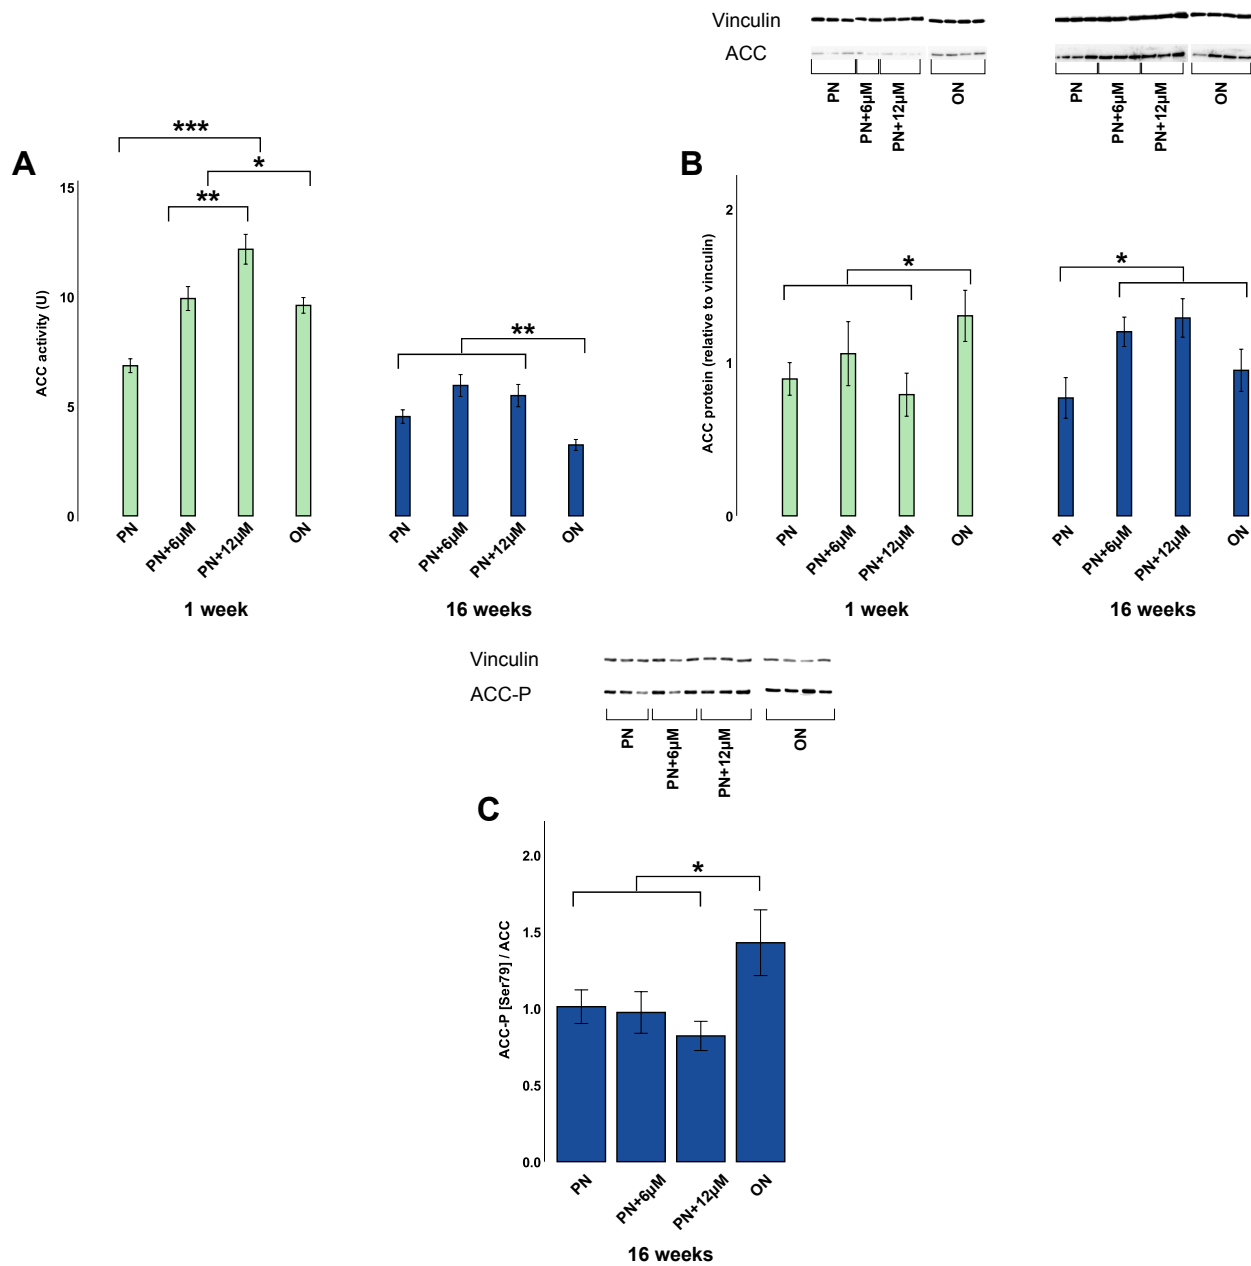 Vinculin
ACC
PN PN+6µM PN+12µM ON PN PN+6µM PN+12µM ON
A
*** * **
**
ACC activity (U)
15
10
5
0
PN PN+6µM PN+12µM ON PN PN+6µM PN+12µM ON
1 week 16 weeks
B
* *
ACC protein (relative to vinculin)
2
1
0
PN PN+6µM PN+12µM ON PN PN+6µM PN+12µM ON
1 week 16 weeks
Vinculin
ACC-P
PN PN+6µM PN+12µM ON
C
*
ACC-P [Ser79] / ACC
2.0
1.5
1.0
0.5
0.0
PN PN+6µM PN+12µM ON
16 weeks